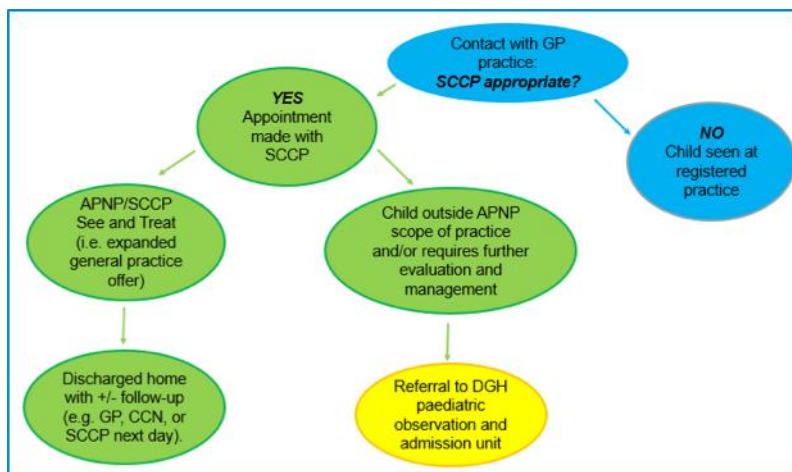 Contact with GP
practice:
SCCP appropriate?
YES
Appointment
made with
SCCP
NO
Child seen at
registered
practice
APNP/SCCP
See and Treat
(i.e. expanded
general practice
offer)
Child outside APNP
scope of practice
and/or requires further
evaluation and
management
Discharged home
with +/- follow-up
(e.g. GP, CCN, or
SCCP next day).
Referral to DGH
paediatric
observation and
admission unit